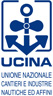 UCINA
UNIONE NAZIONALE
CANTIERI E INDUSTRIE
NAUTICHE ED AFFINI